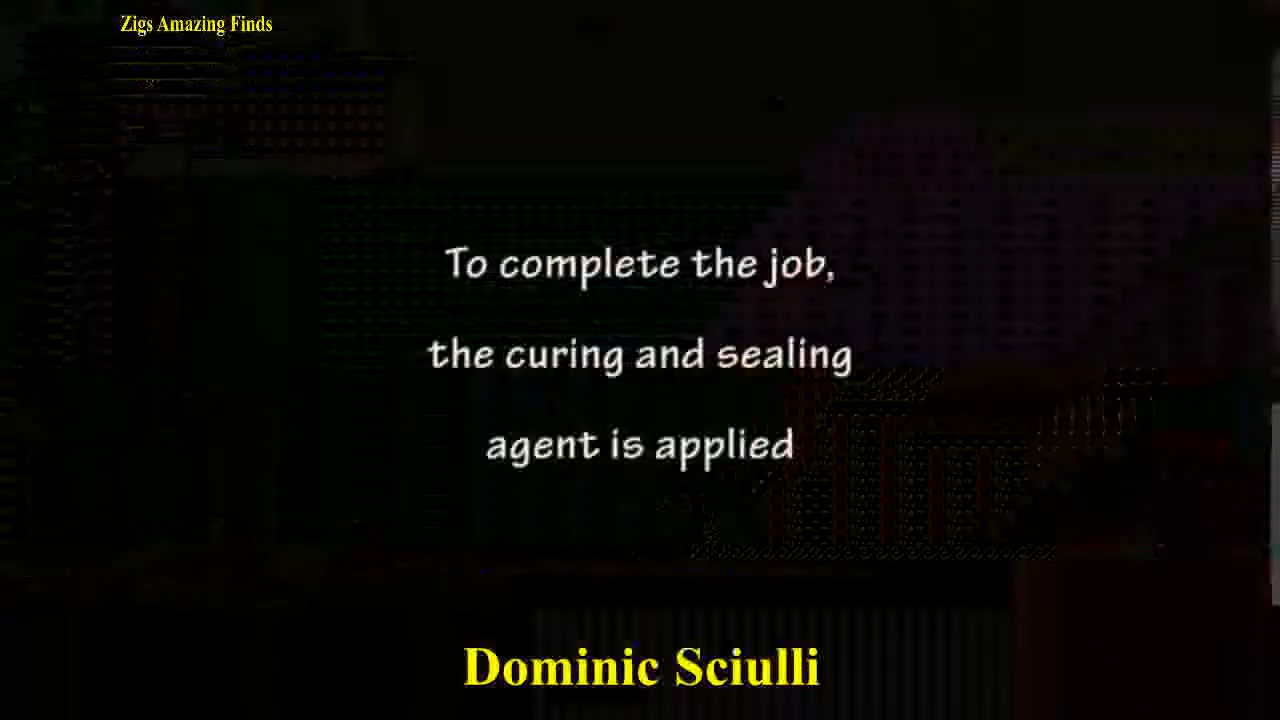 Zigs Amazing Finds
To complete the job,
the curing and sealing
agent is applied
Dominic Sciulli